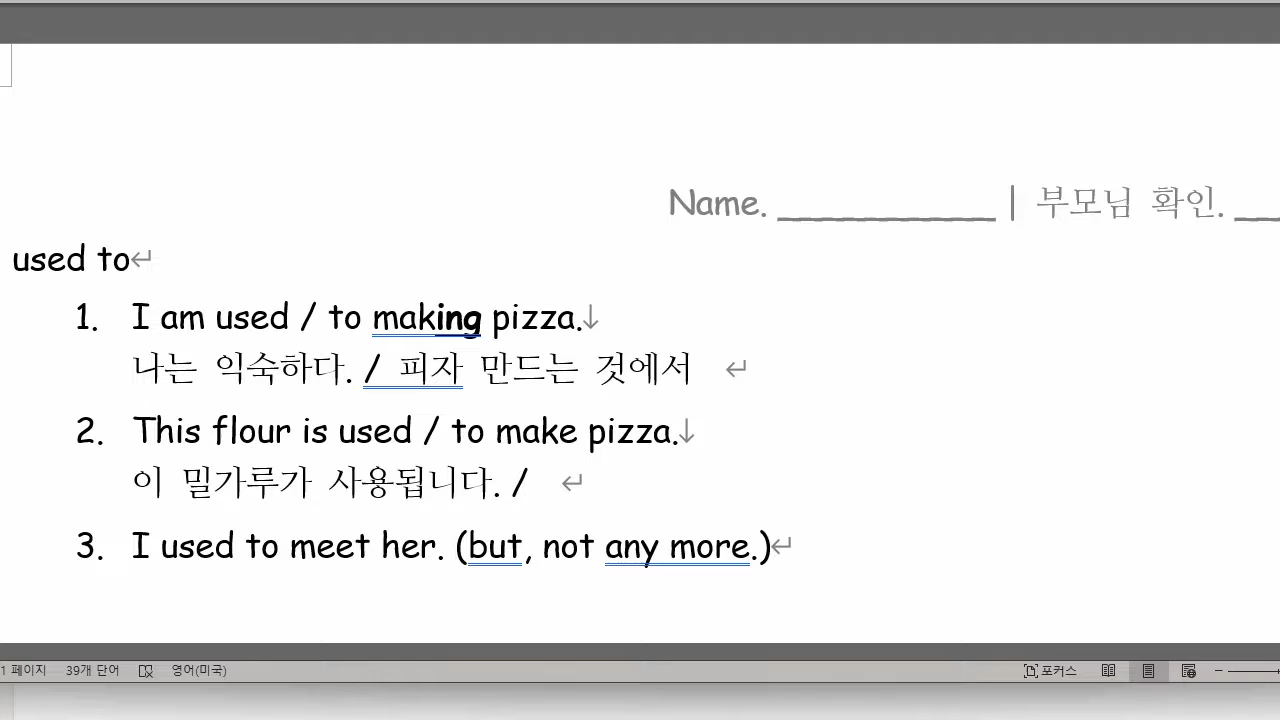 Name. ___________ | 부모님 확인. __
used to
1. I am used / to making pizza.
나는 익숙하다. / 피자 만드는 것에서
2. This flour is used / to make pizza.
이 밀가루가 사용됩니다. /
3. I used to meet her. (but, not any more.)
1 페이지 39개 단어 영어(미국) 포커스